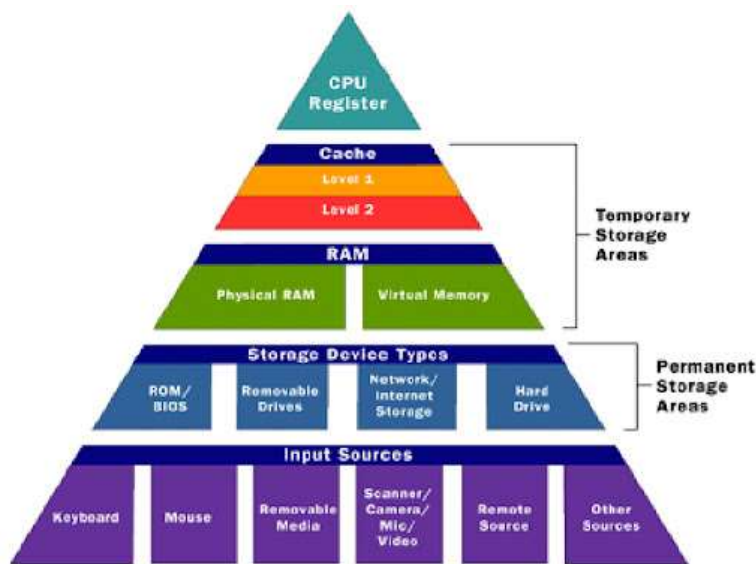 CPU
Register
Cache
Level 1
Level 2
Temporary
Storage
Areas
RAM
Physical RAM
Virtual Memory
Storage Device Types
Permanent
Storage
Areas
ROM/
BIOS
Removable
Drives
Network/
Internet
Storage
Hard
Drive
Input Sources
Keyboard
Mouse
Removable
Media
Scanner/
Camera/
Mic/
Video
Remote
Source
Other
Sources